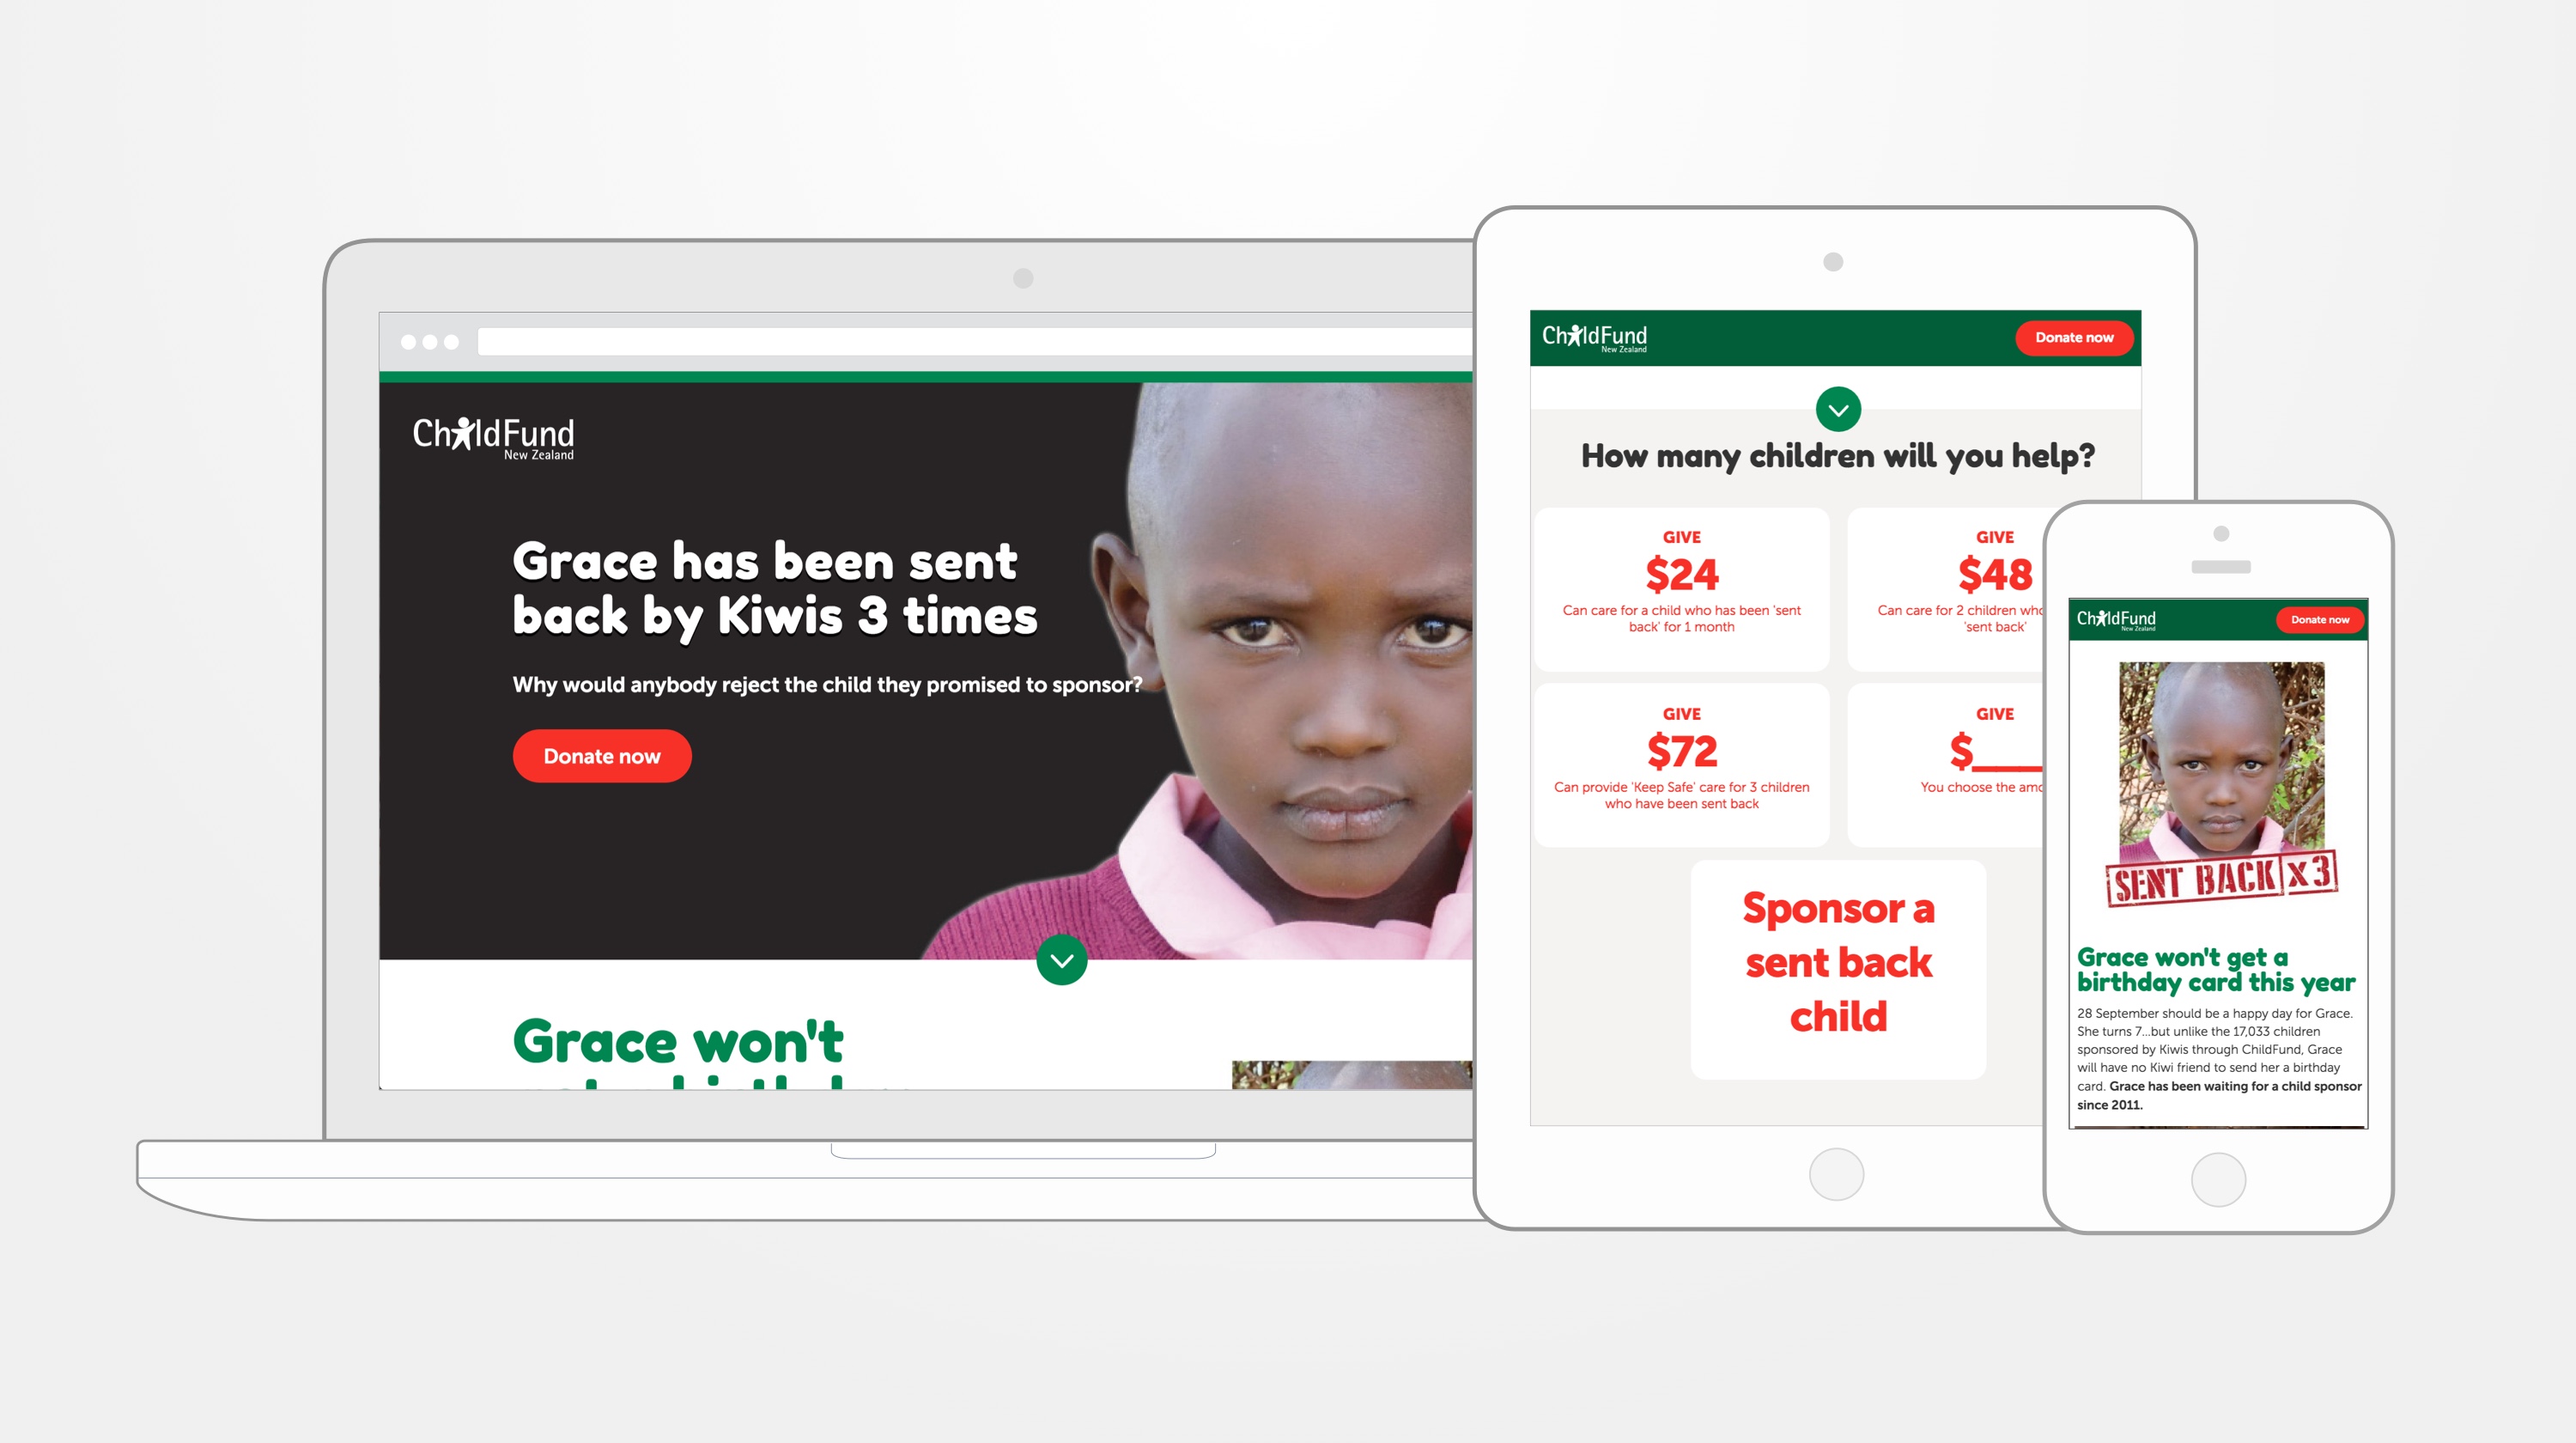 ChildFund
New Zealand
Grace has been sent
back by Kiwis 3 times
Why would anybody reject the child they promised to sponsor?
Donate now
Grace won't
ChildFund
New Zealand
Donate now
How many children will you help?
GIVE
$24
Can care for a child who has been 'sent
back' for 1 month
GIVE
$48
Can care for 2 children who
'sent back'
GIVE
$72
Can provide 'Keep Safe' care for 3 children
who have been sent back
GIVE
$____
You choose the amo
Sponsor a
sent back
child
ChildFund
New Zealand
Donate now
SENT BACK x3
Grace won't get a
birthday card this year
28 September should be a happy day for Grace.
She turns 7...but unlike the 17,033 children
sponsored by Kiwis through ChildFund, Grace
will have no Kiwi friend to send her a birthday
card. Grace has been waiting for a child sponsor
since 2011.